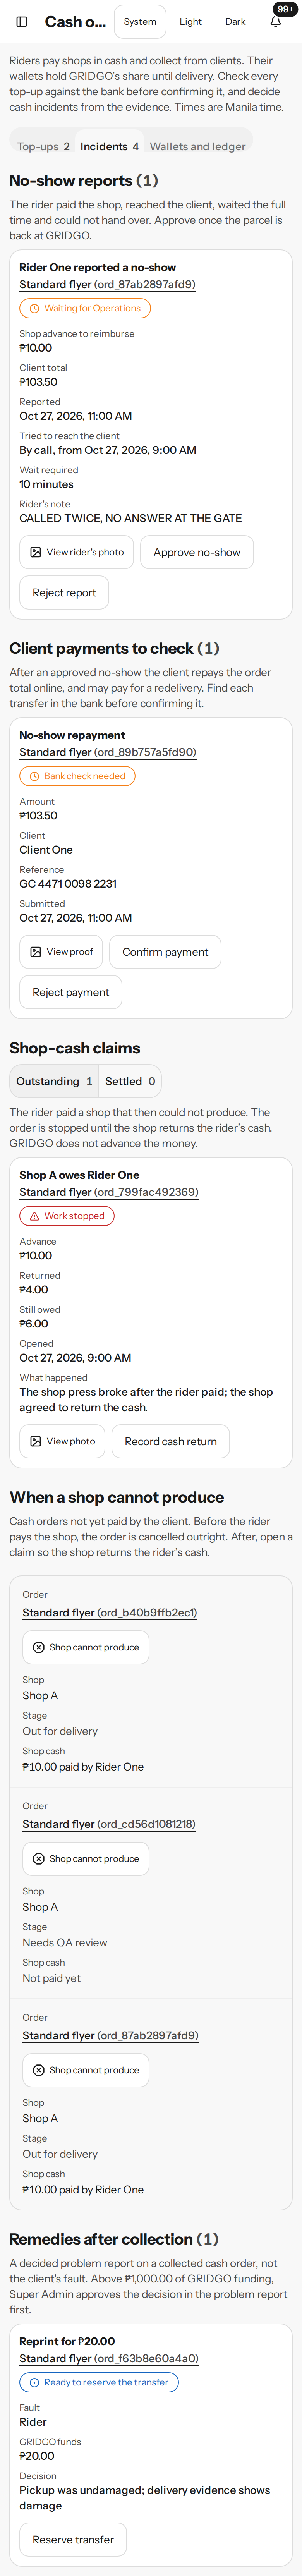 Cash o...
System
Light
Dark
99+
Riders pay shops in cash and collect from clients. Their
wallets hold GRIDGO's share until delivery. Check every
top-up against the bank before confirming it, and decide
cash incidents from the evidence. Times are Manila time.
Top-ups 2
Incidents 4
Wallets and ledger
No-show reports (1)
The rider paid the shop, reached the client, waited the full
time and could not hand over. Approve once the parcel is
back at GRIDGO.
Rider One reported a no-show
Standard flyer (ord_87ab2897afd9)
Waiting for Operations
Shop advance to reimburse
₱10.00
Client total
₱103.50
Reported
Oct 27, 2026, 11:00 AM
Tried to reach the client
By call, from Oct 27, 2026, 9:00 AM
Wait required
10 minutes
Rider's note
CALLED TWICE, NO ANSWER AT THE GATE
View rider's photo
Approve no-show
Reject report
Client payments to check (1)
After an approved no-show the client repays the order
total online, and may pay for a redelivery. Find each
transfer in the bank before confirming it.
No-show repayment
Standard flyer (ord_89b757a5fd90)
Bank check needed
Amount
₱103.50
Client
Client One
Reference
GC 4471 0098 2231
Submitted
Oct 27, 2026, 11:00 AM
View proof
Confirm payment
Reject payment
Shop-cash claims
Outstanding 1
Settled 0
The rider paid a shop that then could not produce. The
order is stopped until the shop returns the rider's cash.
GRIDGO does not advance the money.
Shop A owes Rider One
Standard flyer (ord_799fac492369)
Work stopped
Advance
₱10.00
Returned
₱4.00
Still owed
₱6.00
Opened
Oct 27, 2026, 9:00 AM
What happened
The shop press broke after the rider paid; the shop
agreed to return the cash.
View photo
Record cash return
When a shop cannot produce
Cash orders not yet paid by the client. Before the rider
pays the shop, the order is cancelled outright. After, open a
claim so the shop returns the rider's cash.
Order
Standard flyer (ord_b40b9ffb2ec1)
Shop cannot produce
Shop
Shop A
Stage
Out for delivery
Shop cash
₱10.00 paid by Rider One
Order
Standard flyer (ord_cd56d1081218)
Shop cannot produce
Shop
Shop A
Stage
Needs QA review
Shop cash
Not paid yet
Order
Standard flyer (ord_87ab2897afd9)
Shop cannot produce
Shop
Shop A
Stage
Out for delivery
Shop cash
₱10.00 paid by Rider One
Remedies after collection (1)
A decided problem report on a collected cash order, not
the client's fault. Above ₱1,000.00 of GRIDGO funding,
Super Admin approves the decision in the problem report
first.
Reprint for ₱20.00
Standard flyer (ord_f63b8e60a4a0)
Ready to reserve the transfer
Fault
Rider
GRIDGO funds
₱20.00
Decision
Pickup was undamaged; delivery evidence shows
damage
Reserve transfer